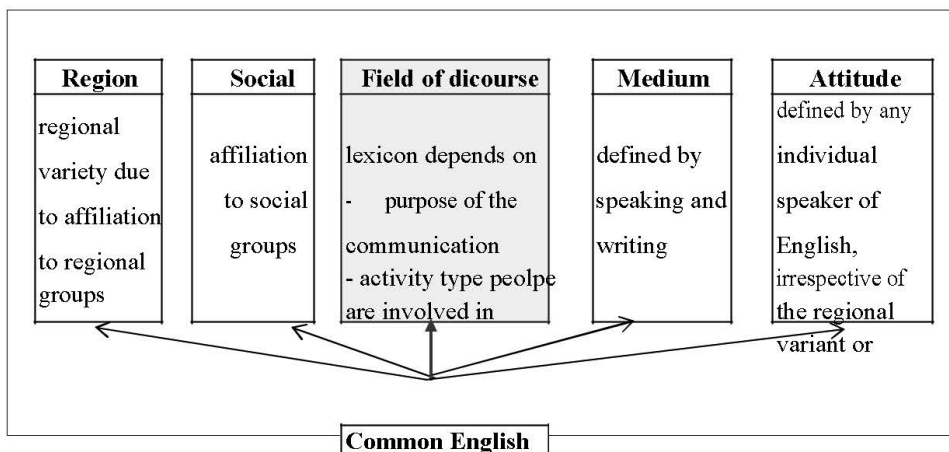 Region
regional
variety due
to affiliation
to regional
groups
Social
affiliation
to social
groups
Field of dicourse
lexicon depends on
- purpose of the
communication
- activity type peolpe
are involved in
Medium
defined by
speaking and
writing
Attitude
defined by any
individual
speaker of
English,
irrespective of
the regional
variant or
Common English